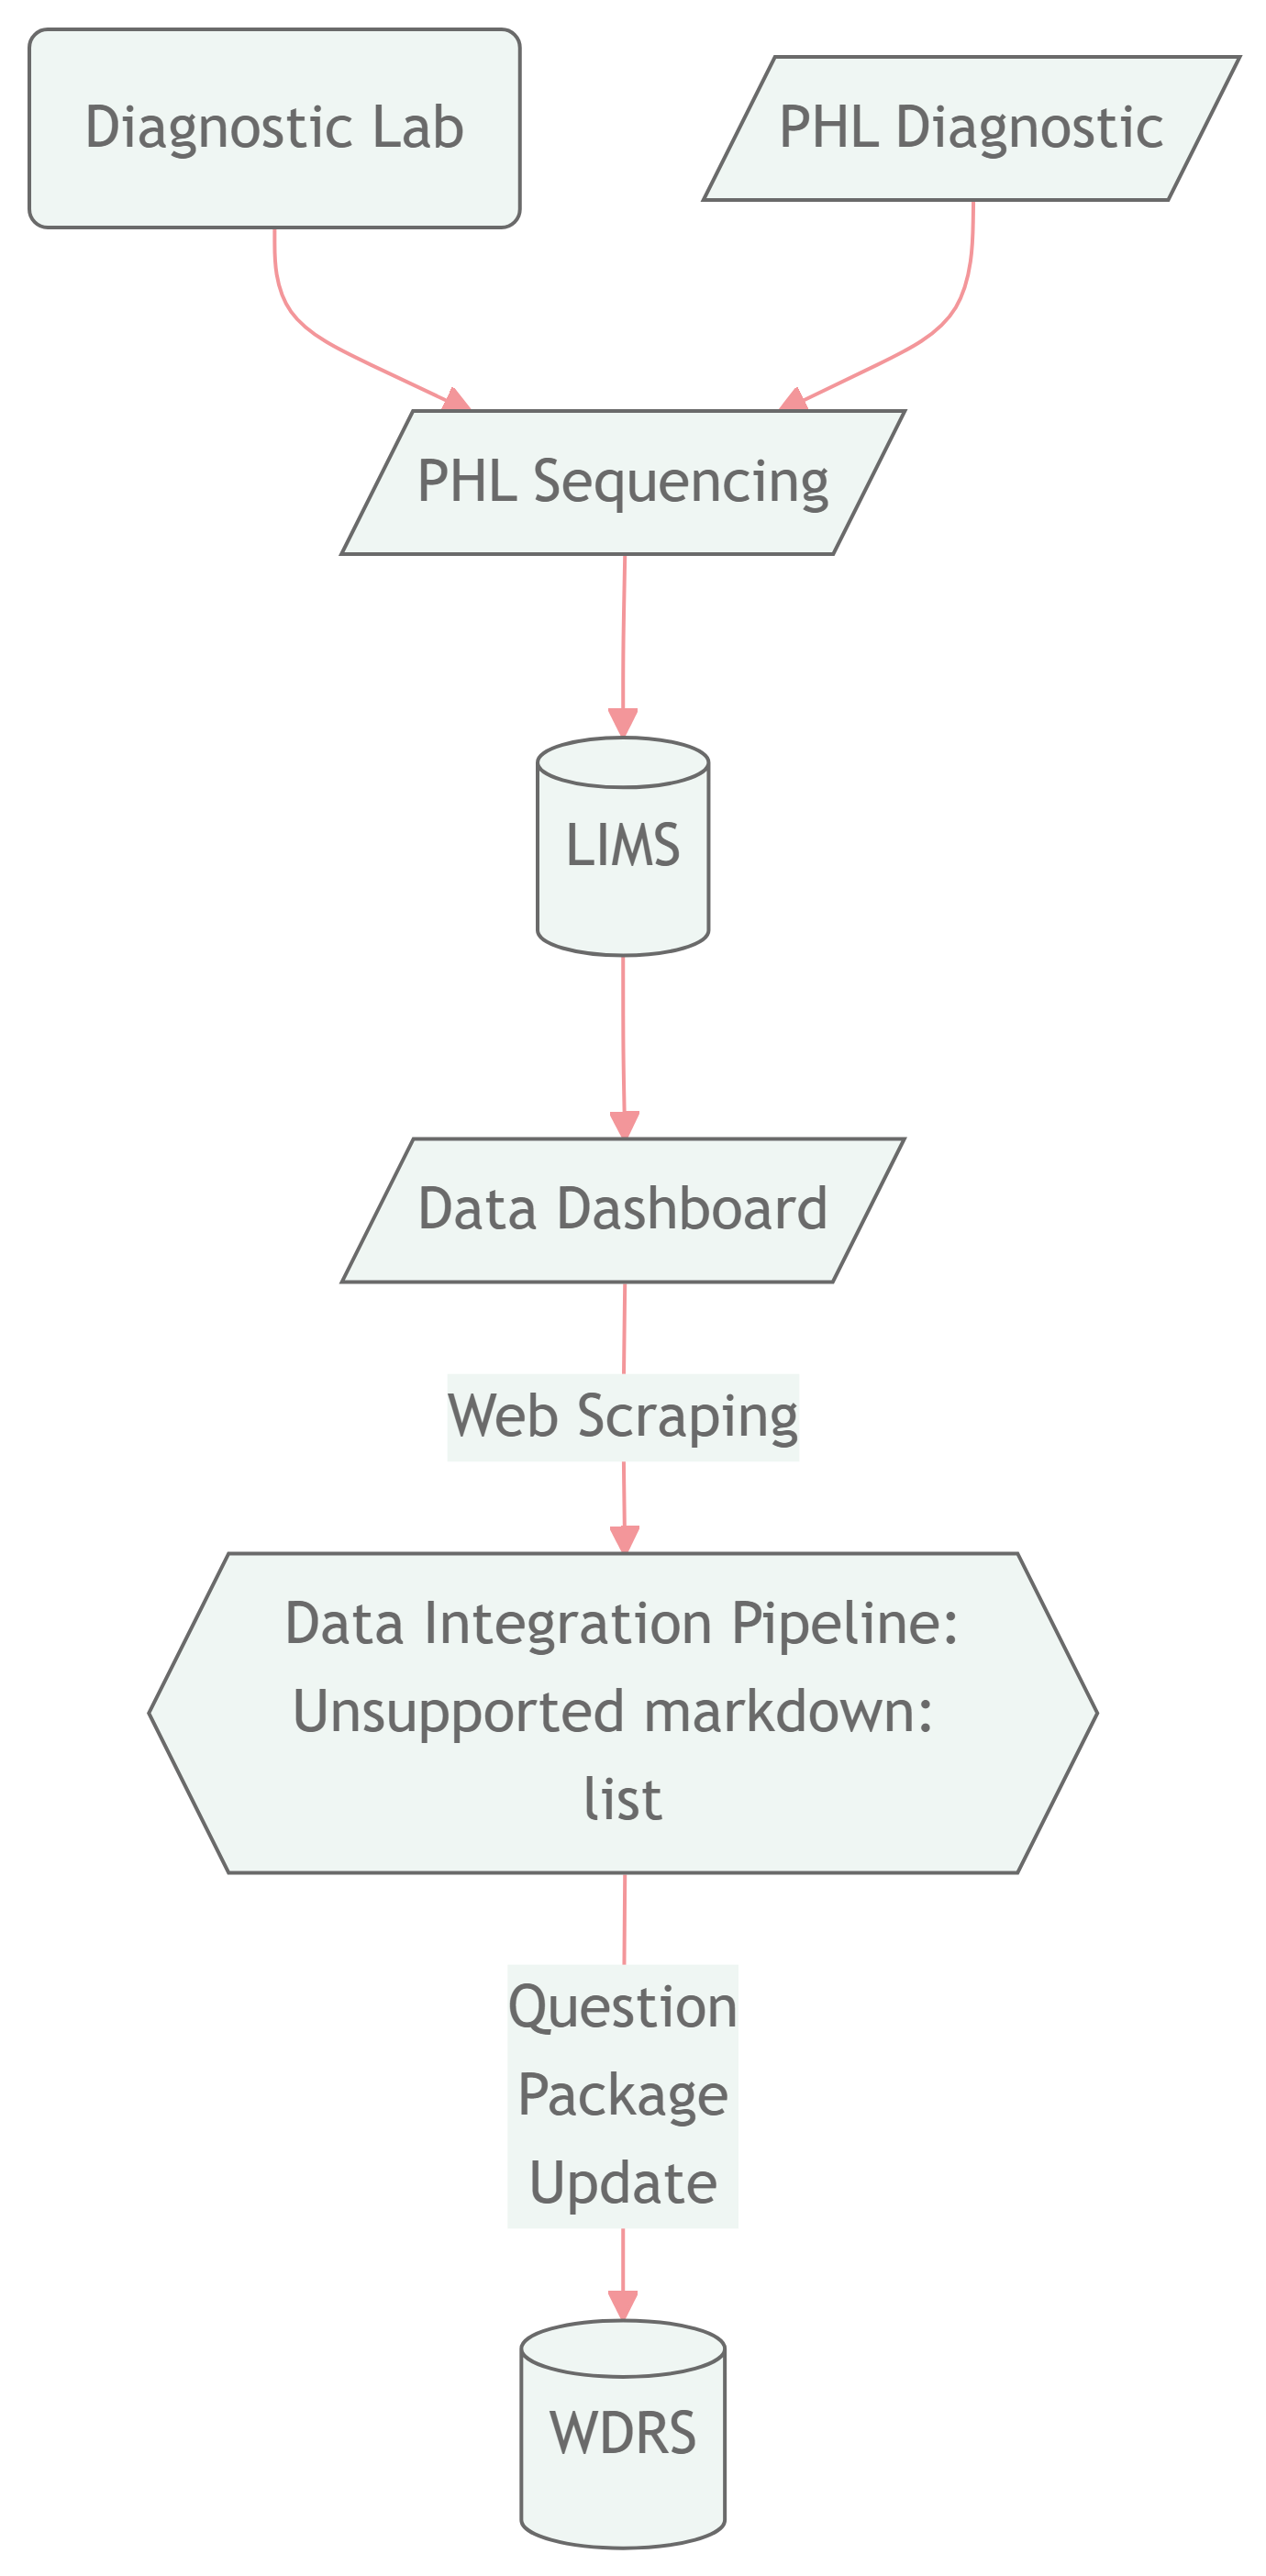 Diagnostic Lab
PHL Diagnostic
PHL Sequencing
LIMS
Data Dashboard
Web Scraping
Data Integration Pipeline:
Unsupported markdown:
list
Question
Package
Update
WDRS